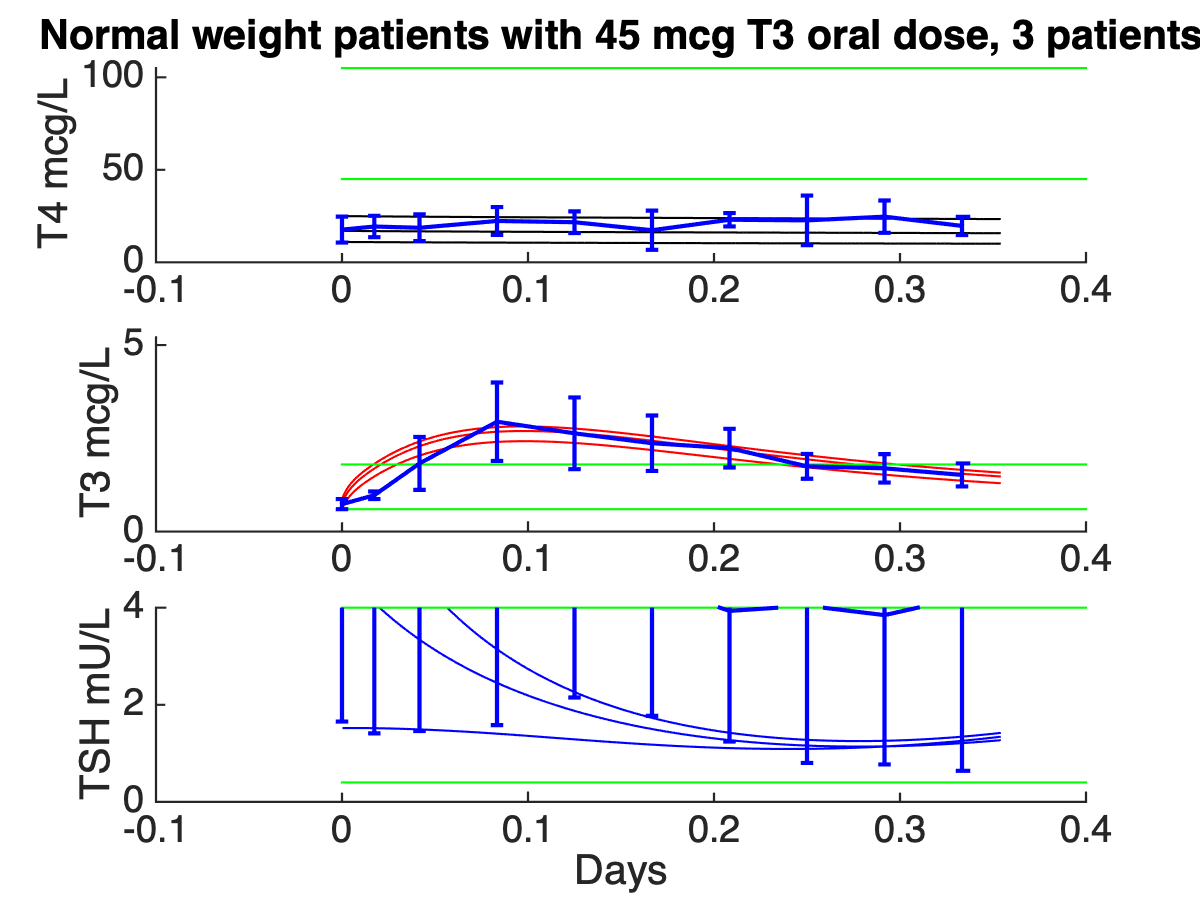 Normal weight patients with 45 mcg T3 oral dose, 3 patients
T4 mcg/L
100
50
0
-0.1 0 0.1 0.2 0.3 0.4
T3 mcg/L
5
0
-0.1 0 0.1 0.2 0.3 0.4
TSH mU/L
4
2
0
-0.1 0 0.1 0.2 0.3 0.4
Days